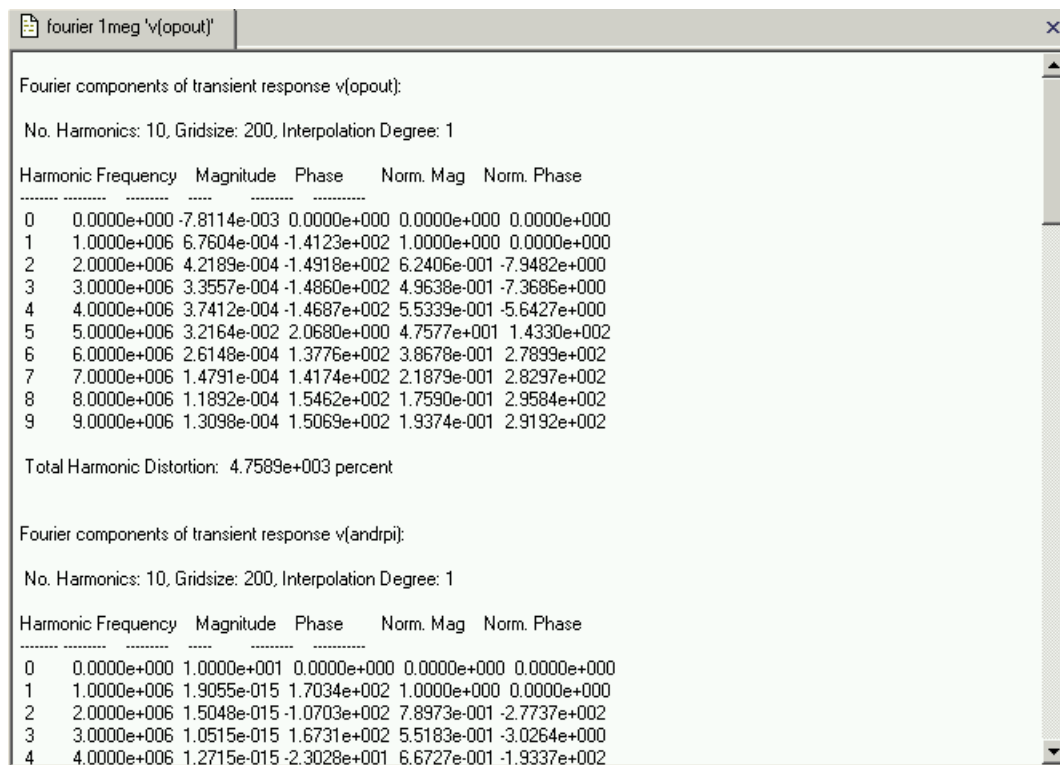 fourier 1meg 'v(opout)'
Fourier components of transient response v(opout):
No. Harmonics: 10, Gridsize: 200, Interpolation Degree: 1
Harmonic Frequency Magnitude Phase Norm. Mag Norm. Phase
-------- --------- --------- ----- --------- -----------
0 0.0000e+000 -7.8114e-003 0.0000e+000 0.0000e+000 0.0000e+000
1 1.0000e+006 6.7604e-004 -1.4123e+002 1.0000e+000 0.0000e+000
2 2.0000e+006 4.2189e-004 -1.4918e+002 6.2406e-001 -7.9482e+000
3 3.0000e+006 3.3557e-004 -1.4860e+002 4.9638e-001 -7.3686e+000
4 4.0000e+006 3.7412e-004 -1.4687e+002 5.5339e-001 -5.6427e+000
5 5.0000e+006 3.2164e-002 2.0680e+000 4.7577e+001 1.4330e+002
6 6.0000e+006 2.6148e-004 1.3776e+002 3.8678e-001 2.7899e+002
7 7.0000e+006 1.4791e-004 1.4174e+002 2.1879e-001 2.8297e+002
8 8.0000e+006 1.1892e-004 1.5462e+002 1.7590e-001 2.9584e+002
9 9.0000e+006 1.3098e-004 1.5069e+002 1.9374e-001 2.9192e+002
Total Harmonic Distortion: 4.7589e+003 percent
Fourier components of transient response v(andrpi):
No. Harmonics: 10, Gridsize: 200, Interpolation Degree: 1
Harmonic Frequency Magnitude Phase Norm. Mag Norm. Phase
-------- --------- --------- ----- --------- -----------
0 0.0000e+000 1.0000e+001 0.0000e+000 0.0000e+000 0.0000e+000
1 1.0000e+006 1.9055e-015 1.7034e+002 1.0000e+000 0.0000e+000
2 2.0000e+006 1.5048e-015 -1.0703e+002 7.8973e-001 -2.7737e+002
3 3.0000e+006 1.0515e-015 1.6731e+002 5.5183e-001 -3.0264e+000
4 4.0000e+006 1.2715e-015 -2.3028e+001 6.6727e-001 -1.9337e+002